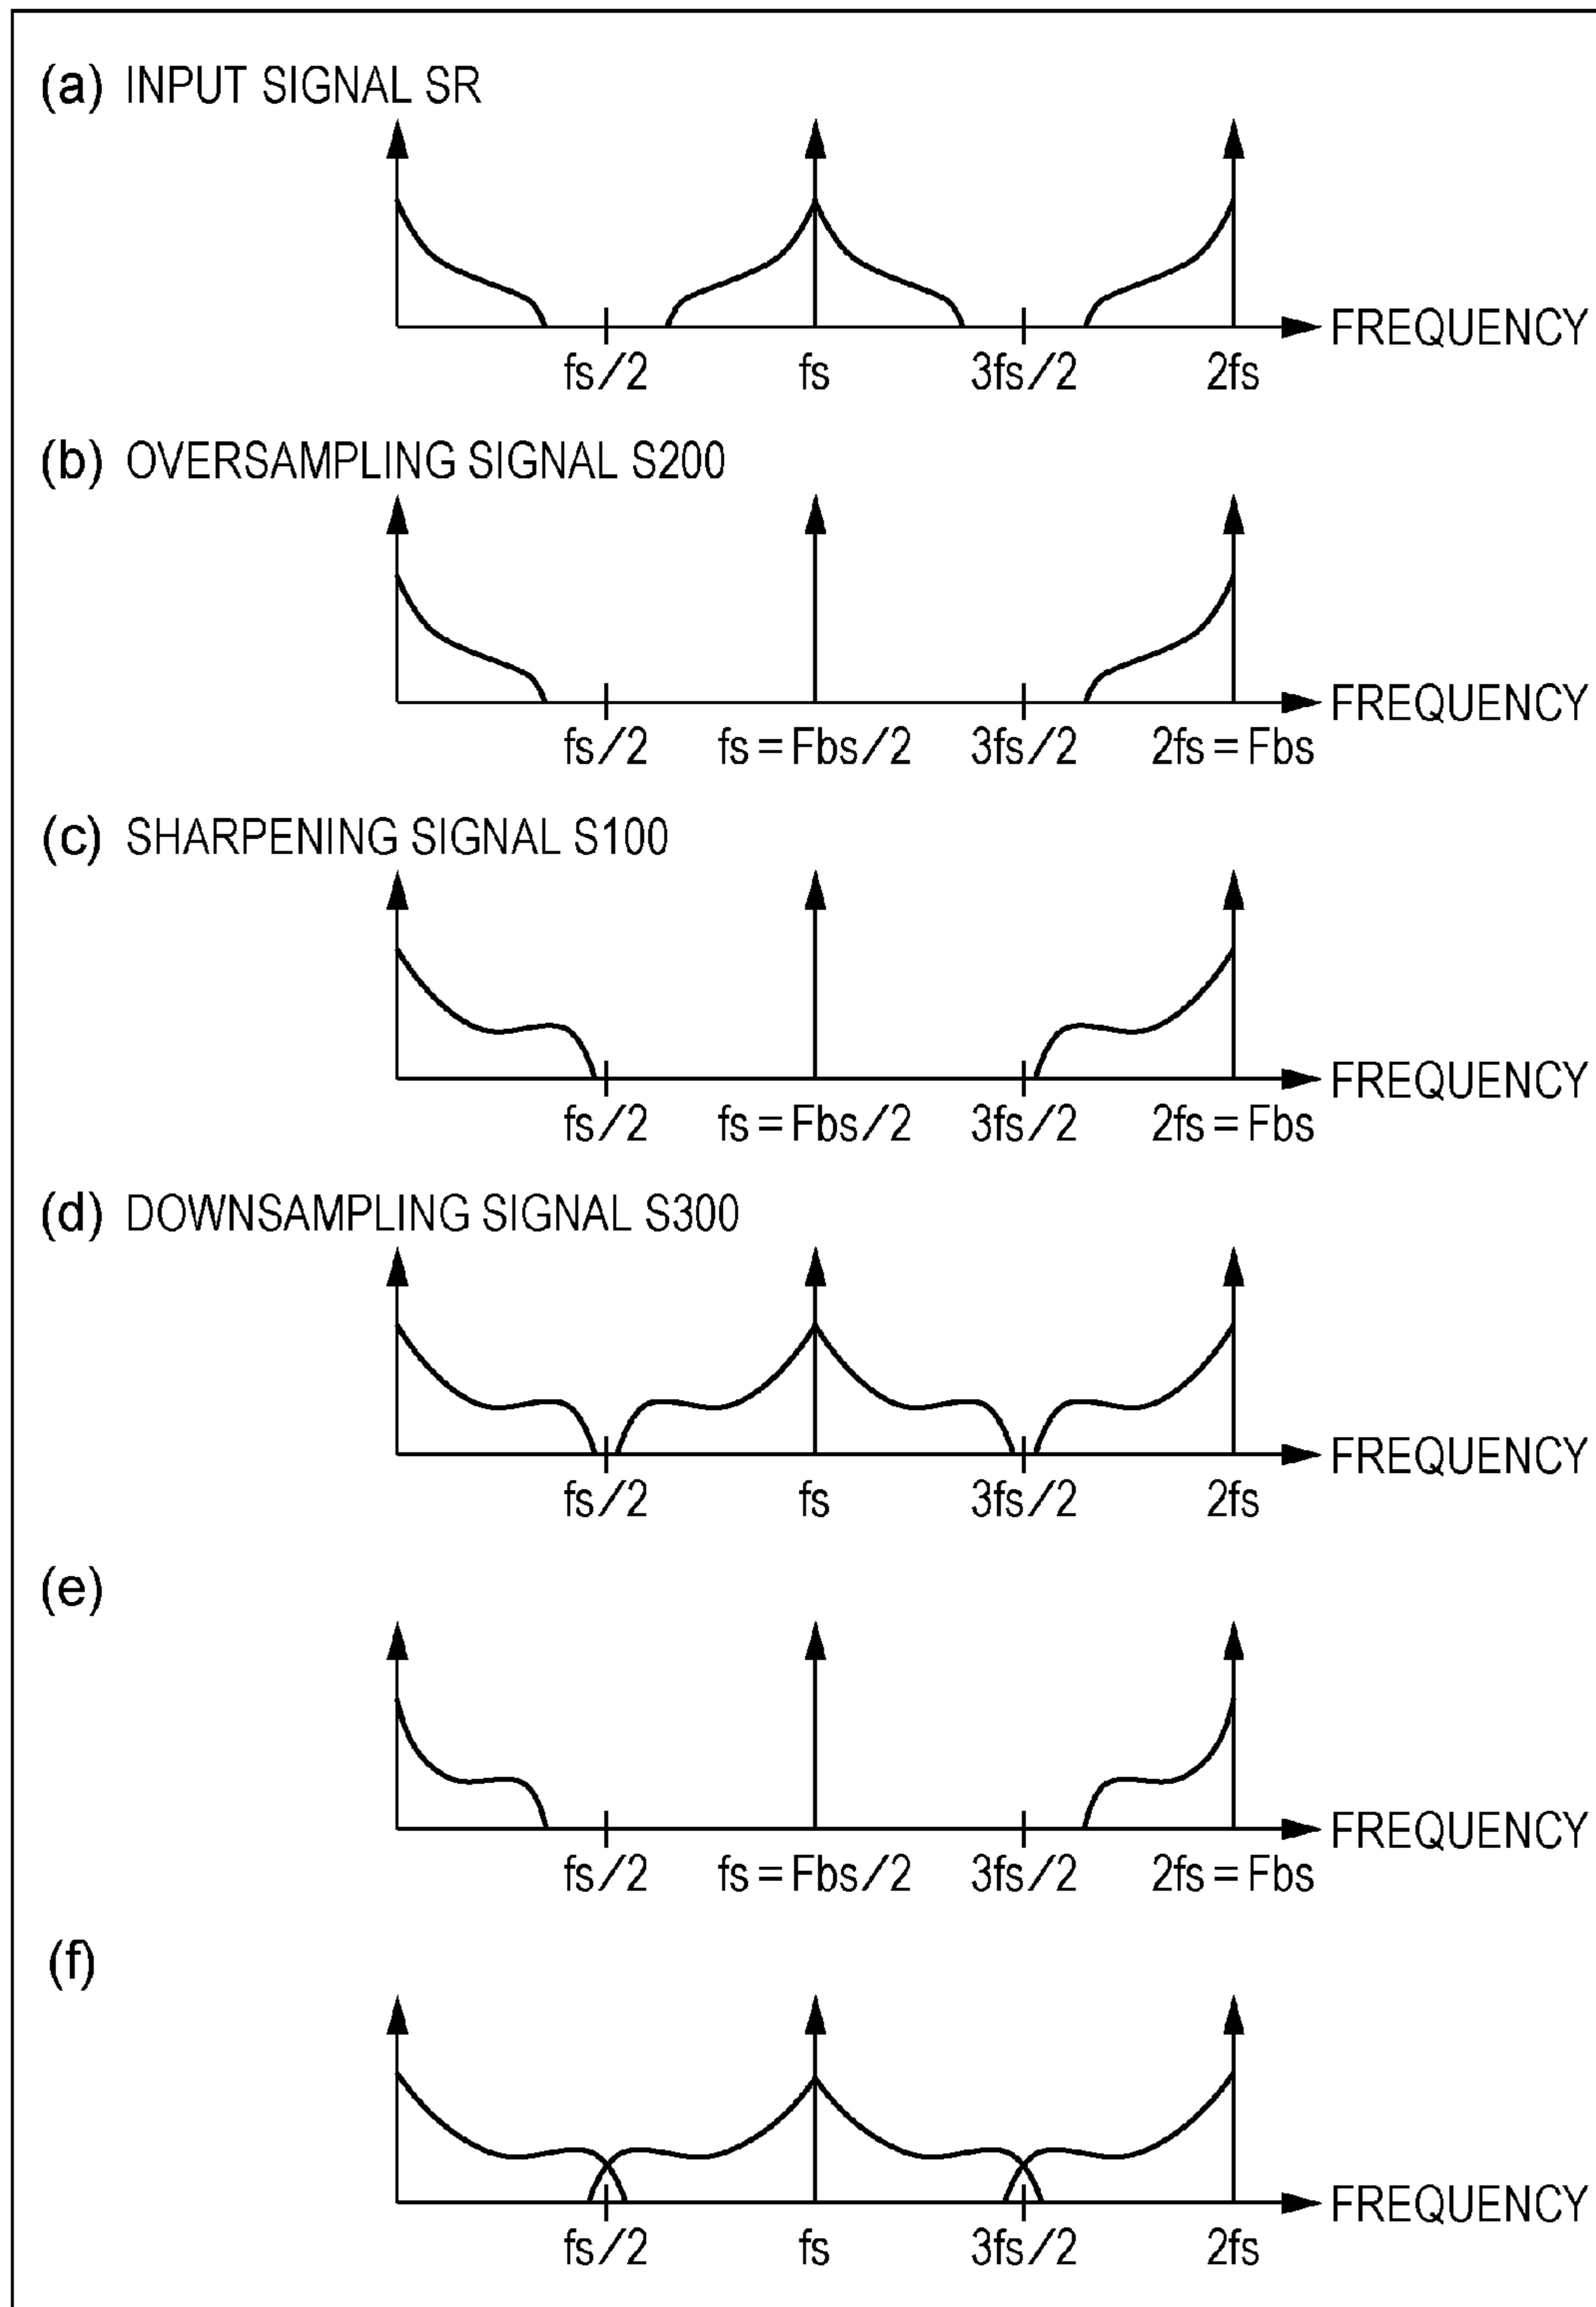 (a) INPUT SIGNAL SR
FREQUENCY
fs/2 fs 3fs/2 2fs
(b) OVERSAMPLING SIGNAL S200
FREQUENCY
fs/2 fs=Fbs/2 3fs/2 2fs=Fbs
(c) SHARPENING SIGNAL S100
FREQUENCY
fs/2 fs=Fbs/2 3fs/2 2fs=Fbs
(d) DOWNSAMPLING SIGNAL S300
FREQUENCY
fs/2 fs 3fs/2 2fs
(e)
FREQUENCY
fs/2 fs=Fbs/2 3fs/2 2fs=Fbs
(f)
FREQUENCY
fs/2 fs 3fs/2 2fs